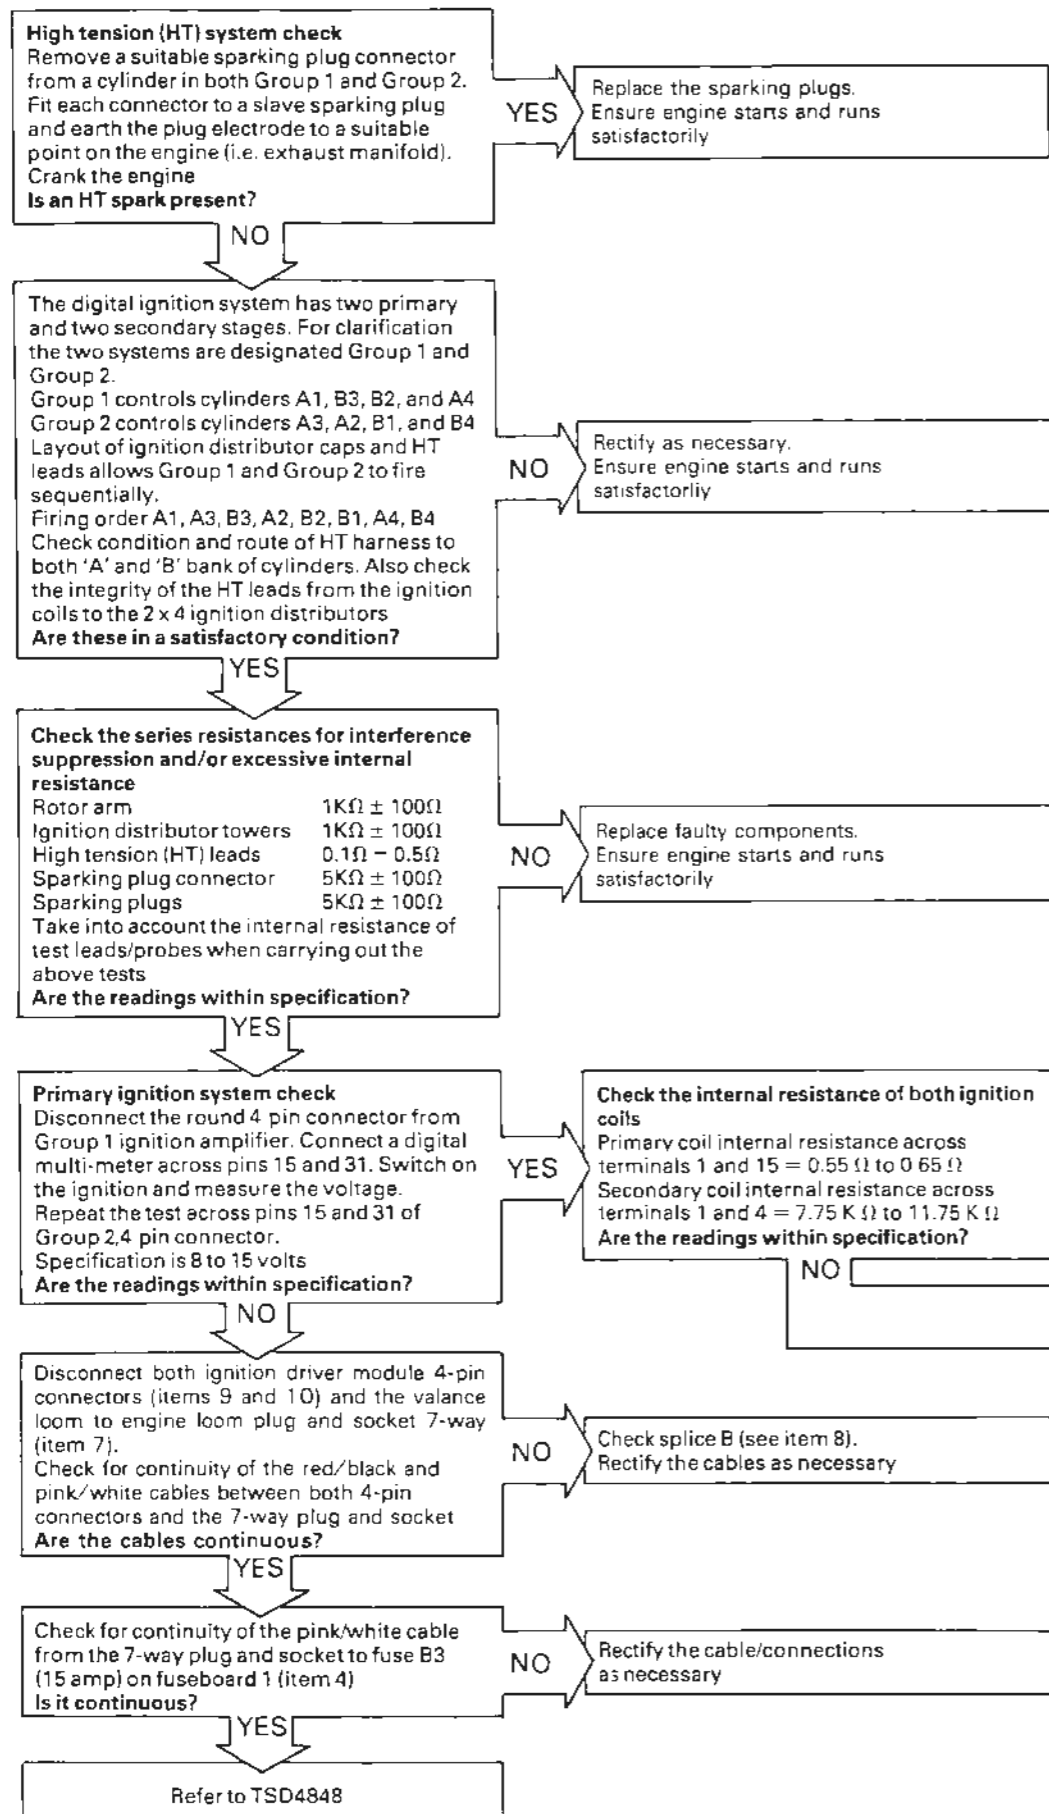 High tension (HT) system check
Remove a suitable sparking plug connector
from a cylinder in both Group 1 and Group 2.
Fit each connector to a slave sparking plug
and earth the plug electrode to a suitable
point on the engine (i.e. exhaust manifold).
Crank the engine
Is an HT spark present?
YES
Replace the sparking plugs.
Ensure engine starts and runs
satisfactorily
NO
The digital ignition system has two primary
and two secondary stages. For clarification
the two systems are designated Group 1 and
Group 2.
Group 1 controls cylinders A1, B3, B2, and A4
Group 2 controls cylinders A3, A2, B1, and B4
Layout of ignition distributor caps and HT
leads allows Group 1 and Group 2 to fire
sequentially.
Firing order A1, A3, B3, A2, B2, B1, A4, B4
Check condition and route of HT harness to
both 'A' and 'B' bank of cylinders. Also check
the integrity of the HT leads from the ignition
coils to the 2 x 4 ignition distributors
Are these in a satisfactory condition?
NO
Rectify as necessary.
Ensure engine starts and runs
satisfactorliy
YES
Check the series resistances for interference
suppression and/or excessive internal
resistance
Rotor arm 1KΩ ± 100Ω
Ignition distributor towers 1KΩ ± 100Ω
High tension (HT) leads 0.1Ω – 0.5Ω
Sparking plug connector 5KΩ ± 100Ω
Sparking plugs 5KΩ ± 100Ω
Take into account the internal resistance of
test leads/probes when carrying out the
above tests
Are the readings within specification?
NO
Replace faulty components.
Ensure engine starts and runs
satisfactorily
YES
Primary ignition system check
Disconnect the round 4 pin connector from
Group 1 ignition amplifier. Connect a digital
multi-meter across pins 15 and 31. Switch on
the ignition and measure the voltage.
Repeat the test across pins 15 and 31 of
Group 2,4 pin connector.
Specification is 8 to 15 volts
Are the readings within specification?
YES
Check the internal resistance of both ignition
coils
Primary coil internal resistance across
terminals 1 and 15 = 0.55 Ω to 0 65 Ω
Secondary coil internal resistance across
terminals 1 and 4 = 7.75 K Ω to 11.75 K Ω
Are the readings within specification?
NO
NO
Disconnect both ignition driver module 4-pin
connectors (items 9 and 10) and the valance
loom to engine loom plug and socket 7-way
(item 7).
Check for continuity of the red/black and
pink/white cables between both 4-pin
connectors and the 7-way plug and socket
Are the cables continuous?
NO
Check splice B (see item 8).
Rectify the cables as necessary
YES
Check for continuity of the pink/white cable
from the 7-way plug and socket to fuse B3
(15 amp) on fuseboard 1 (item 4)
Is it continuous?
NO
Rectify the cable/connections
as necessary
YES
Refer to TSD4848